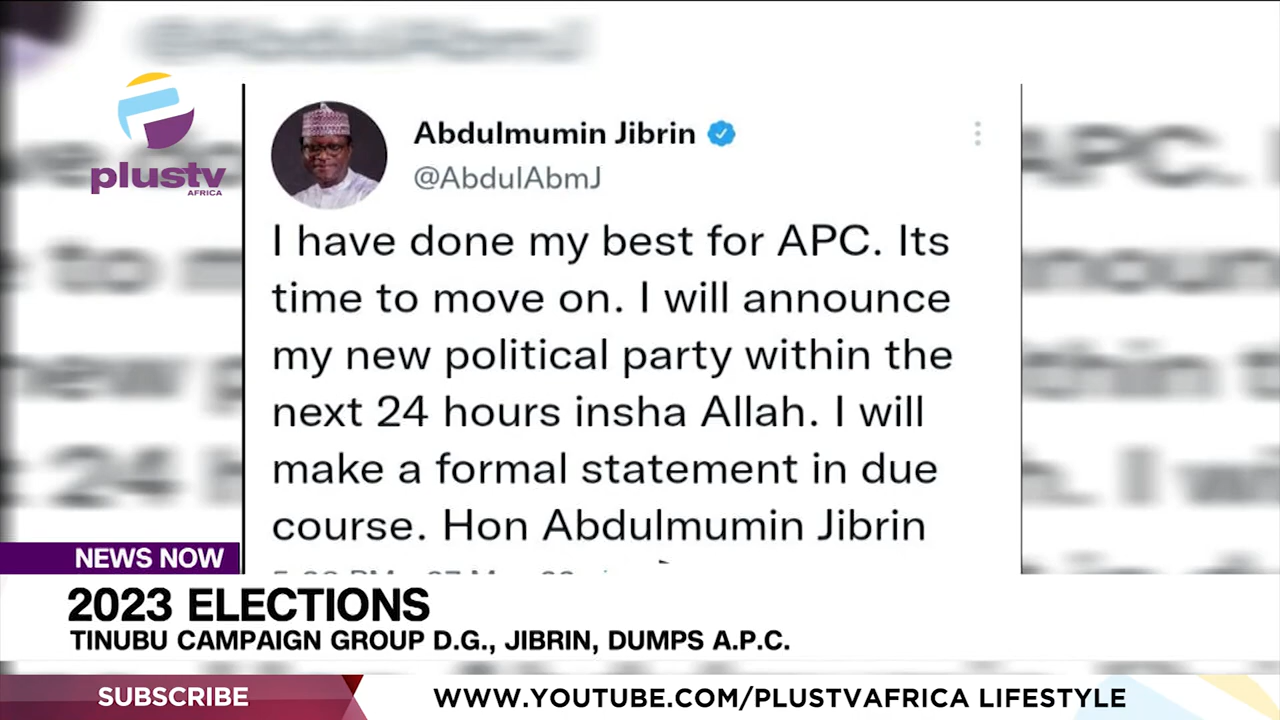 plustv
AFRICA
Abdulmumin Jibrin
@AbdulAbmJ
I have done my best for APC. Its
time to move on. I will announce
my new political party within the
next 24 hours insha Allah. I will
make a formal statement in due
course. Hon Abdulmumin Jibrin
NEWS NOW
2023 ELECTIONS
TINUBU CAMPAIGN GROUP D.G., JIBRIN, DUMPS A.P.C.
SUBSCRIBE
WWW.YOUTUBE.COM/PLUSTVAFRICA LIFESTYLE